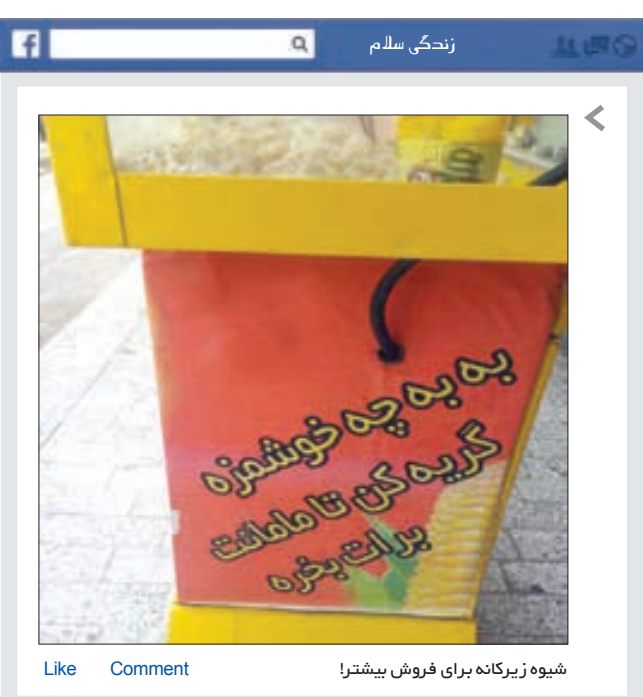 زندگی سلام
به به چه خوشمزه
گریه کن تا مامانت
برات بخره
شیوه زیرکانه برای فروش بیشتر!
Like Comment